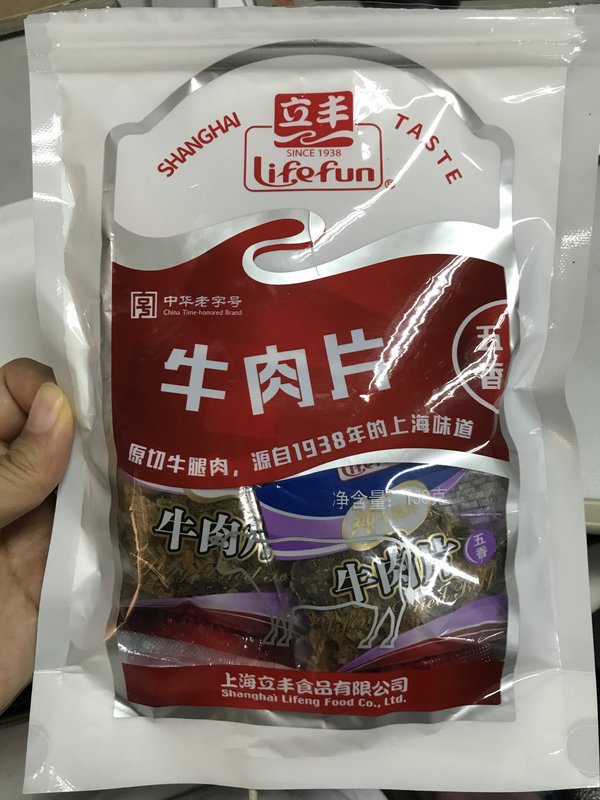 SHANGHAI
立丰
TASTE
SINCE 1938
Lifefun
®
中华老字号
China Time-honored Brand
五香
牛肉片
原切牛腿肉，源自1938年的上海味道
净含量:
克
牛肉片
牛肉片
五香
上海立丰食品有限公司
Shanghai Lifeng Food Co., Ltd.